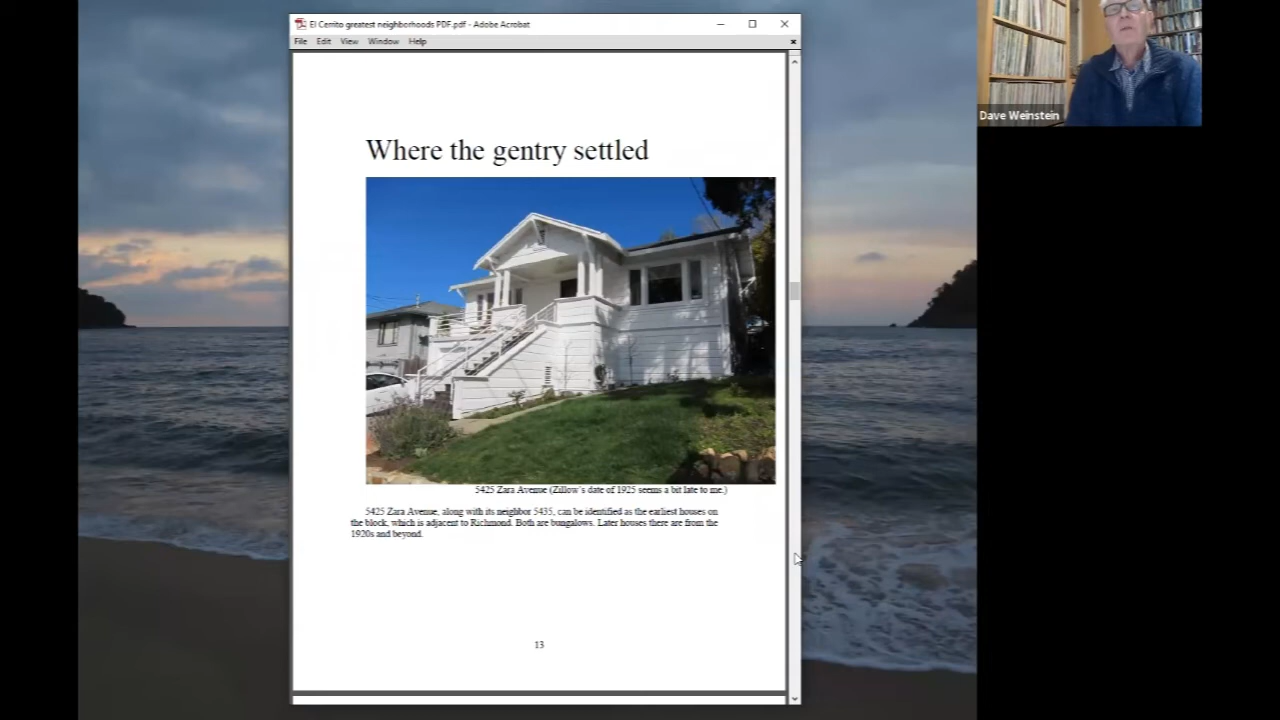 El Cerrito greatest neighborhoods PDF.pdf - Adobe Acrobat
File Edit View Window Help
Dave Weinstein
Where the gentry settled
5425 Zara Avenue (Zillow's date of 1925 seems a bit late to me.)
5425 Zara Avenue, along with its neighbor 5435, can be identified as the earliest houses on
the block, which is adjacent to Richmond. Both are bungalows. Later houses there are from the
1920s and beyond.
13